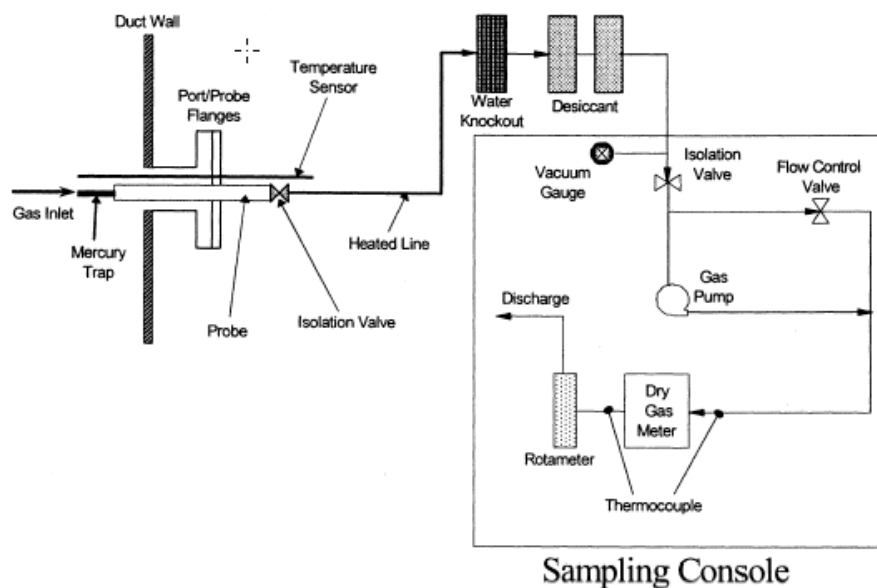 Duct Wall
Temperature
Sensor
Port/Probe
Flanges
Water
Knockout
Desiccant
Gas Inlet
Mercury
Trap
Probe
Isolation Valve
Heated Line
Vacuum
Gauge
Isolation
Valve
Flow Control
Valve
Gas
Pump
Discharge
Dry
Gas
Meter
Rotameter
Thermocouple
Sampling Console